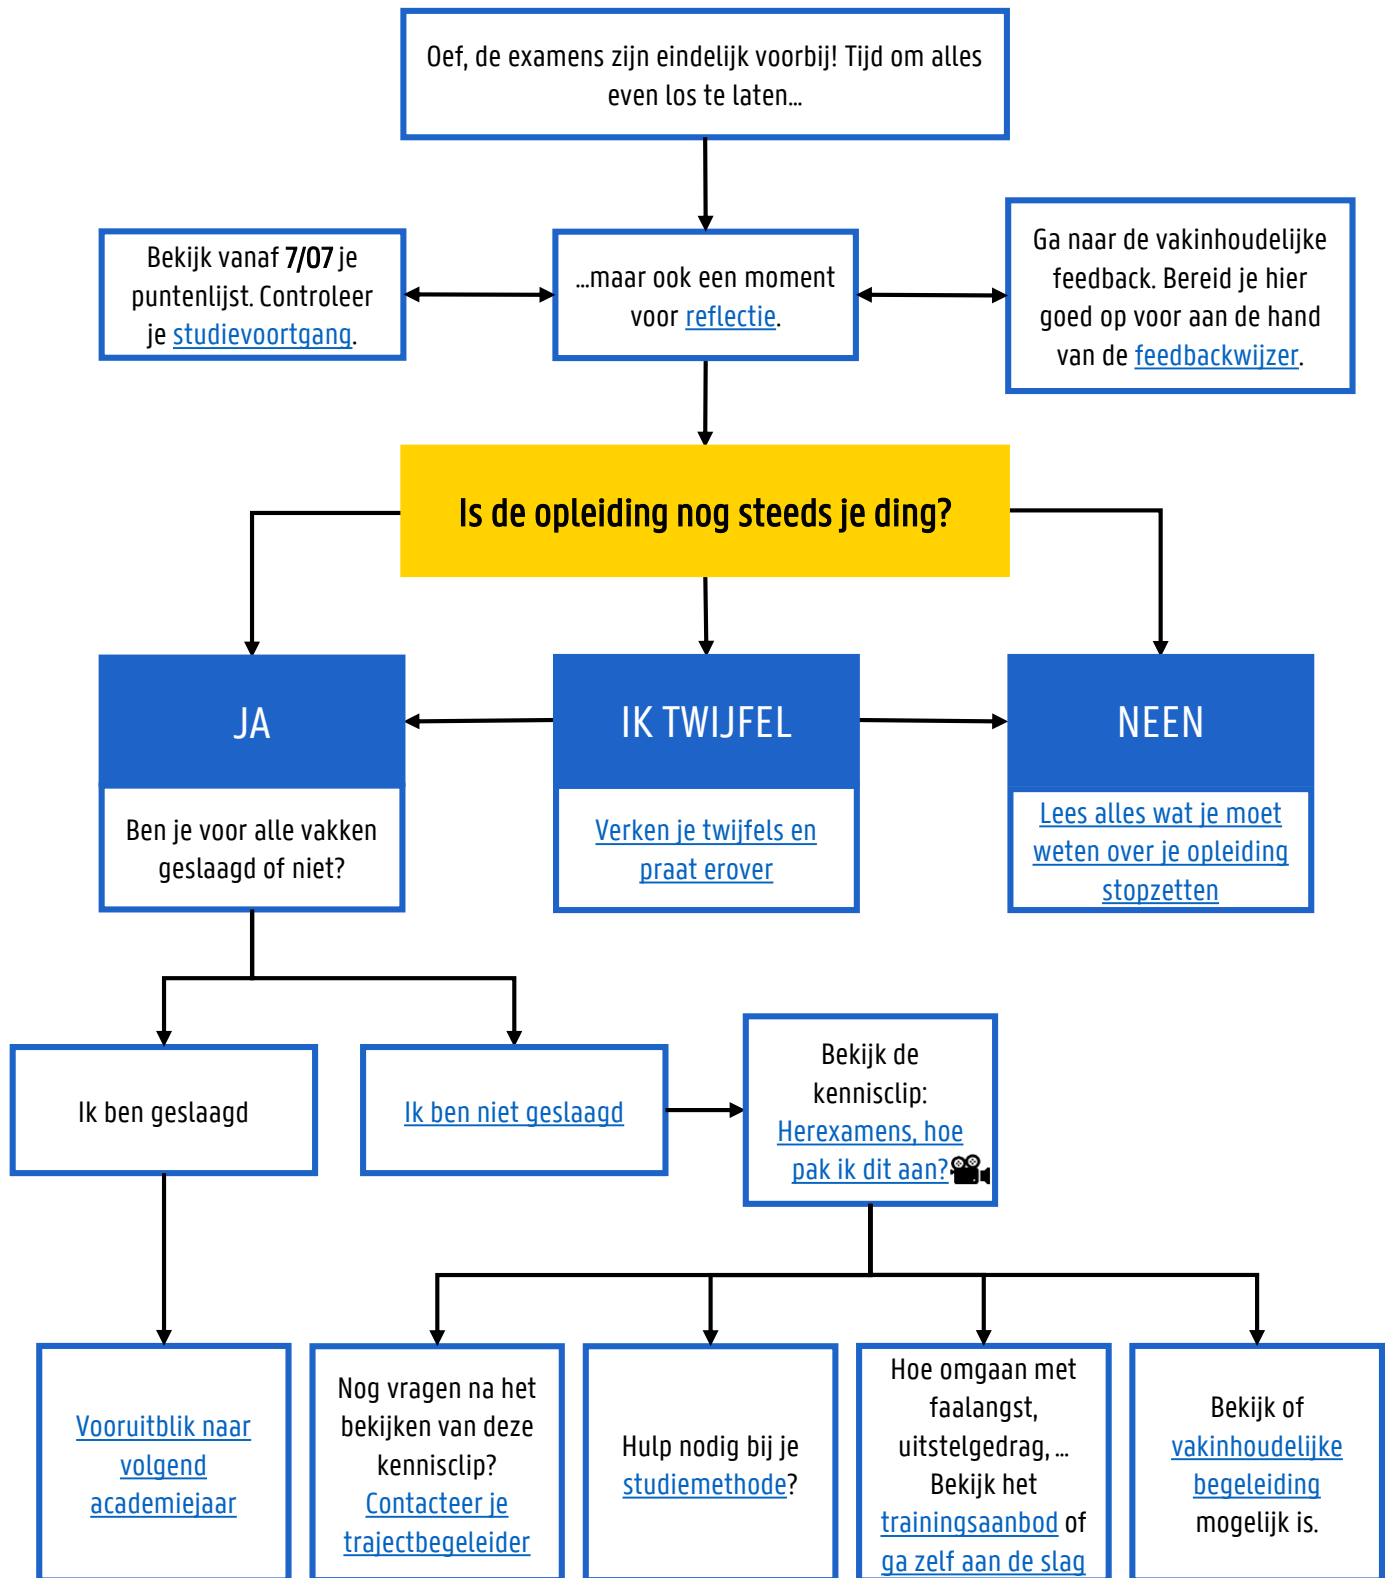 Oef, de examens zijn eindelijk voorbij! Tijd om alles
even los te laten...
Bekijk vanaf 7/07 je
puntenlijst. Controleer
je studievoortgang.
...maar ook een moment
voor reflectie.
Ga naar de vakinhoudelijke
feedback. Bereid je hier
goed op voor aan de hand
van de feedbackwijzer.
Is de opleiding nog steeds je ding?
JA
IK TWIJFEL
NEEN
Ben je voor alle vakken
geslaagd of niet?
Verken je twijfels en
praat erover
Lees alles wat je moet
weten over je opleiding
stopzetten
Ik ben geslaagd
Ik ben niet geslaagd
Bekijk de
kennisclip:
Herexamens, hoe
pak ik dit aan?
Vooruitblik naar
volgend
academiejaar
Nog vragen na het
bekijken van deze
kennisclip?
Contacteer je
trajectbegeleider
Hulp nodig bij je
studiemethode?
Hoe omgaan met
faalangst,
uitstelgedrag, ...
Bekijk het
trainingsaanbod of
ga zelf aan de slag
Bekijk of
vakinhoudelijke
begeleiding
mogelijk is.